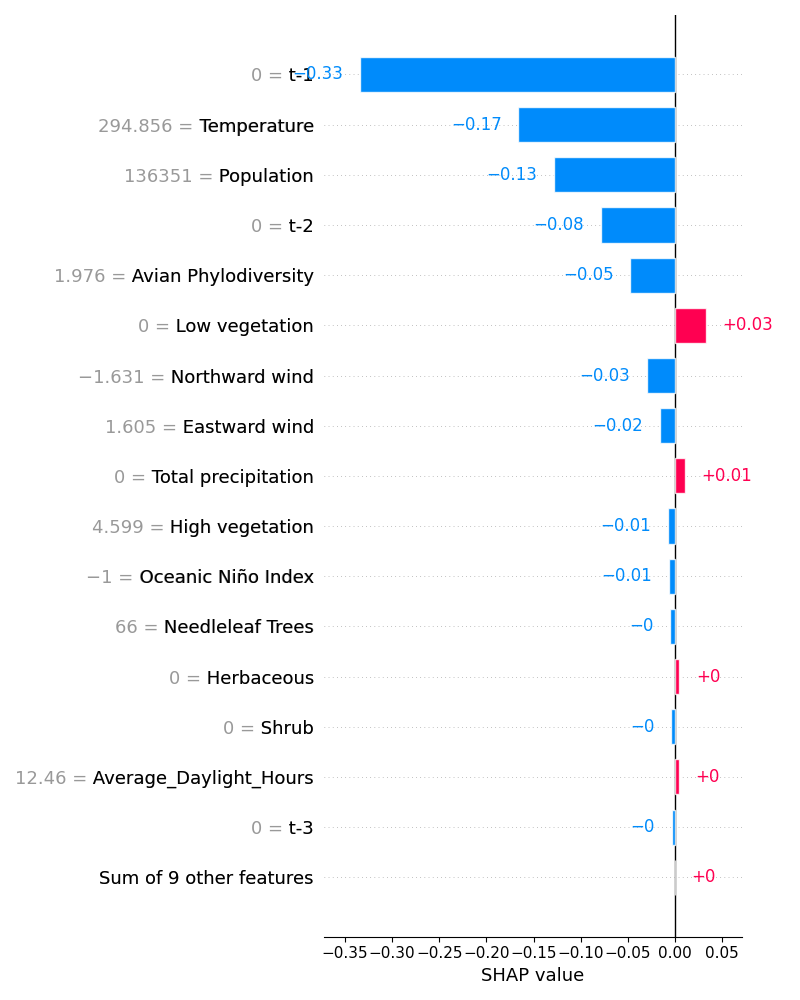 0 = t-1 −0.33
294.856 = Temperature −0.17
136351 = Population −0.13
0 = t-2 −0.08
1.976 = Avian Phylodiversity −0.05
0 = Low vegetation +0.03
−1.631 = Northward wind −0.03
1.605 = Eastward wind −0.02
0 = Total precipitation +0.01
4.599 = High vegetation −0.01
−1 = Oceanic Niño Index −0.01
66 = Needleleaf Trees −0
0 = Herbaceous +0
0 = Shrub −0
12.46 = Average_Daylight_Hours +0
0 = t-3 −0
Sum of 9 other features +0
−0.35 −0.30 −0.25 −0.20 −0.15 −0.10 −0.05 0.00 0.05
SHAP value